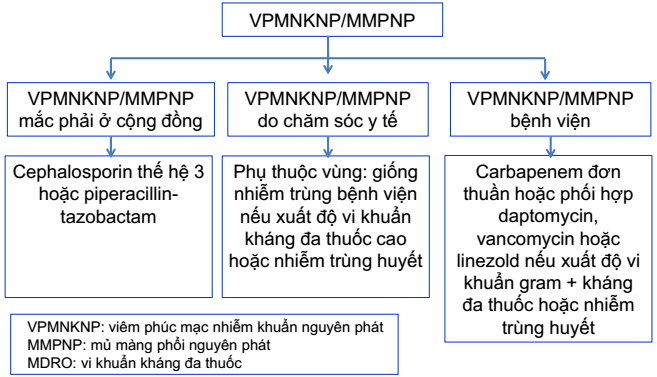 VPMNKNP/MMPNP
VPMNKNP/MMPNP
mắc phải ở cộng đồng
Cephalosporin thế hệ 3
hoặc piperacillin-
tazobactam
VPMNKNP/MMPNP
do chăm sóc y tế
Phụ thuộc vùng: giống
nhiễm trùng bệnh viện
nếu xuất độ vi khuẩn
kháng đa thuốc cao
hoặc nhiễm trùng huyết
VPMNKNP/MMPNP
bệnh viện
Carbapenem đơn
thuần hoặc phối hợp
daptomycin,
vancomycin hoặc
linezold nếu xuất độ vi
khuẩn gram + kháng
đa thuốc hoặc nhiễm
trùng huyết
VPMNKNP: viêm phúc mạc nhiễm khuẩn nguyên phát
MMPNP: mủ màng phổi nguyên phát
MDRO: vi khuẩn kháng đa thuốc